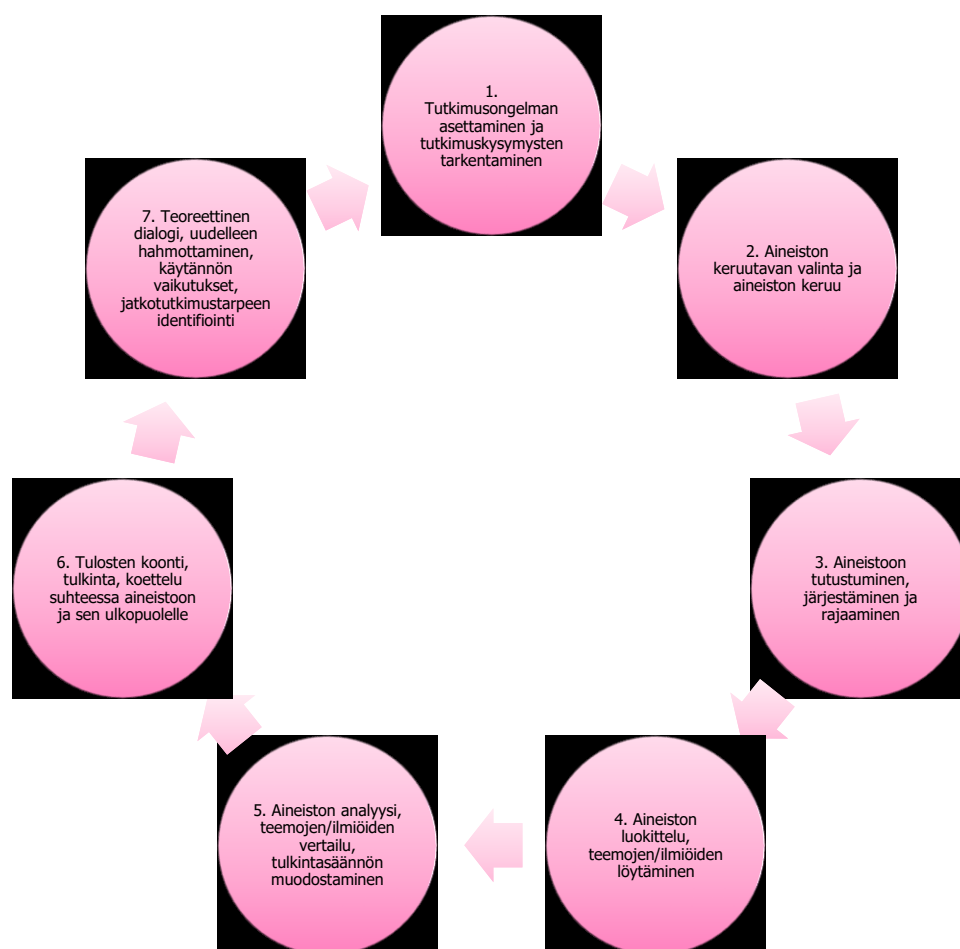 1.
Tutkimusongelman
asettaminen ja
tutkimuskysymysten
tarkentaminen
2. Aineiston
keruutavan valinta ja
aineiston keruu
3. Aineistoon
tutustuminen,
järjestäminen ja
rajaaminen
4. Aineiston
luokittelu,
teemojen/ilmiöiden
löytäminen
5. Aineiston analyysi,
teemojen/ilmiöiden
vertailu,
tulkintasäännön
muodostaminen
6. Tulosten koonti,
tulkinta, koettelu
suhteessa aineistoon
ja sen ulkopuolelle
7. Teoreettinen
dialogi, uudelleen
hahmottaminen,
käytännön
vaikutukset,
jatkotutkimustarpeen
identifiointi